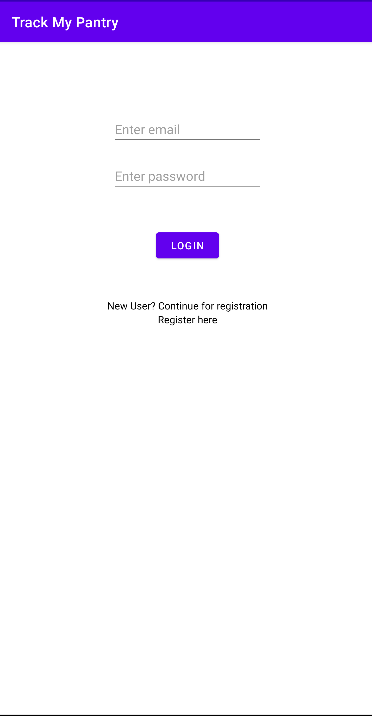 Track My Pantry
Enter email
Enter password
LOGIN
New User? Continue for registration
Register here